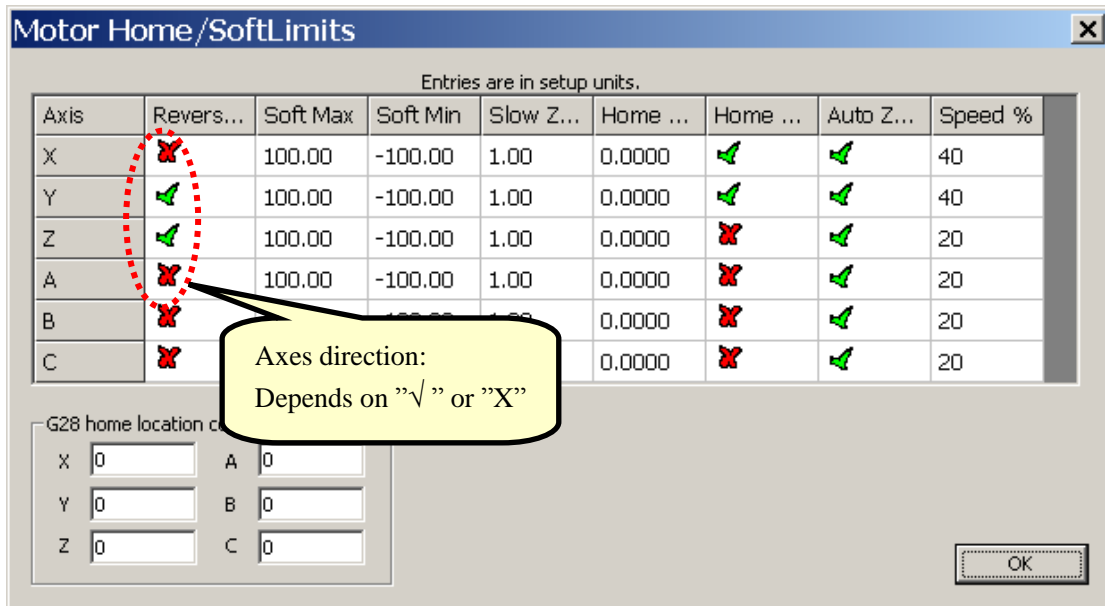 Motor Home/SoftLimits
Entries are in setup units.
Axis Revers... Soft Max Soft Min Slow Z... Home ... Home ... Auto Z... Speed %
X 100.00 -100.00 1.00 0.0000 40
Y 100.00 -100.00 1.00 0.0000 40
Z 100.00 -100.00 1.00 0.0000 20
A 100.00 -100.00 1.00 0.0000 20
B 0.0000 20
C 0.0000 20
Axes direction:
Depends on ”√ ” or ”X”
G28 home location
X 0 A 0
Y 0 B 0
Z 0 C 0
OK